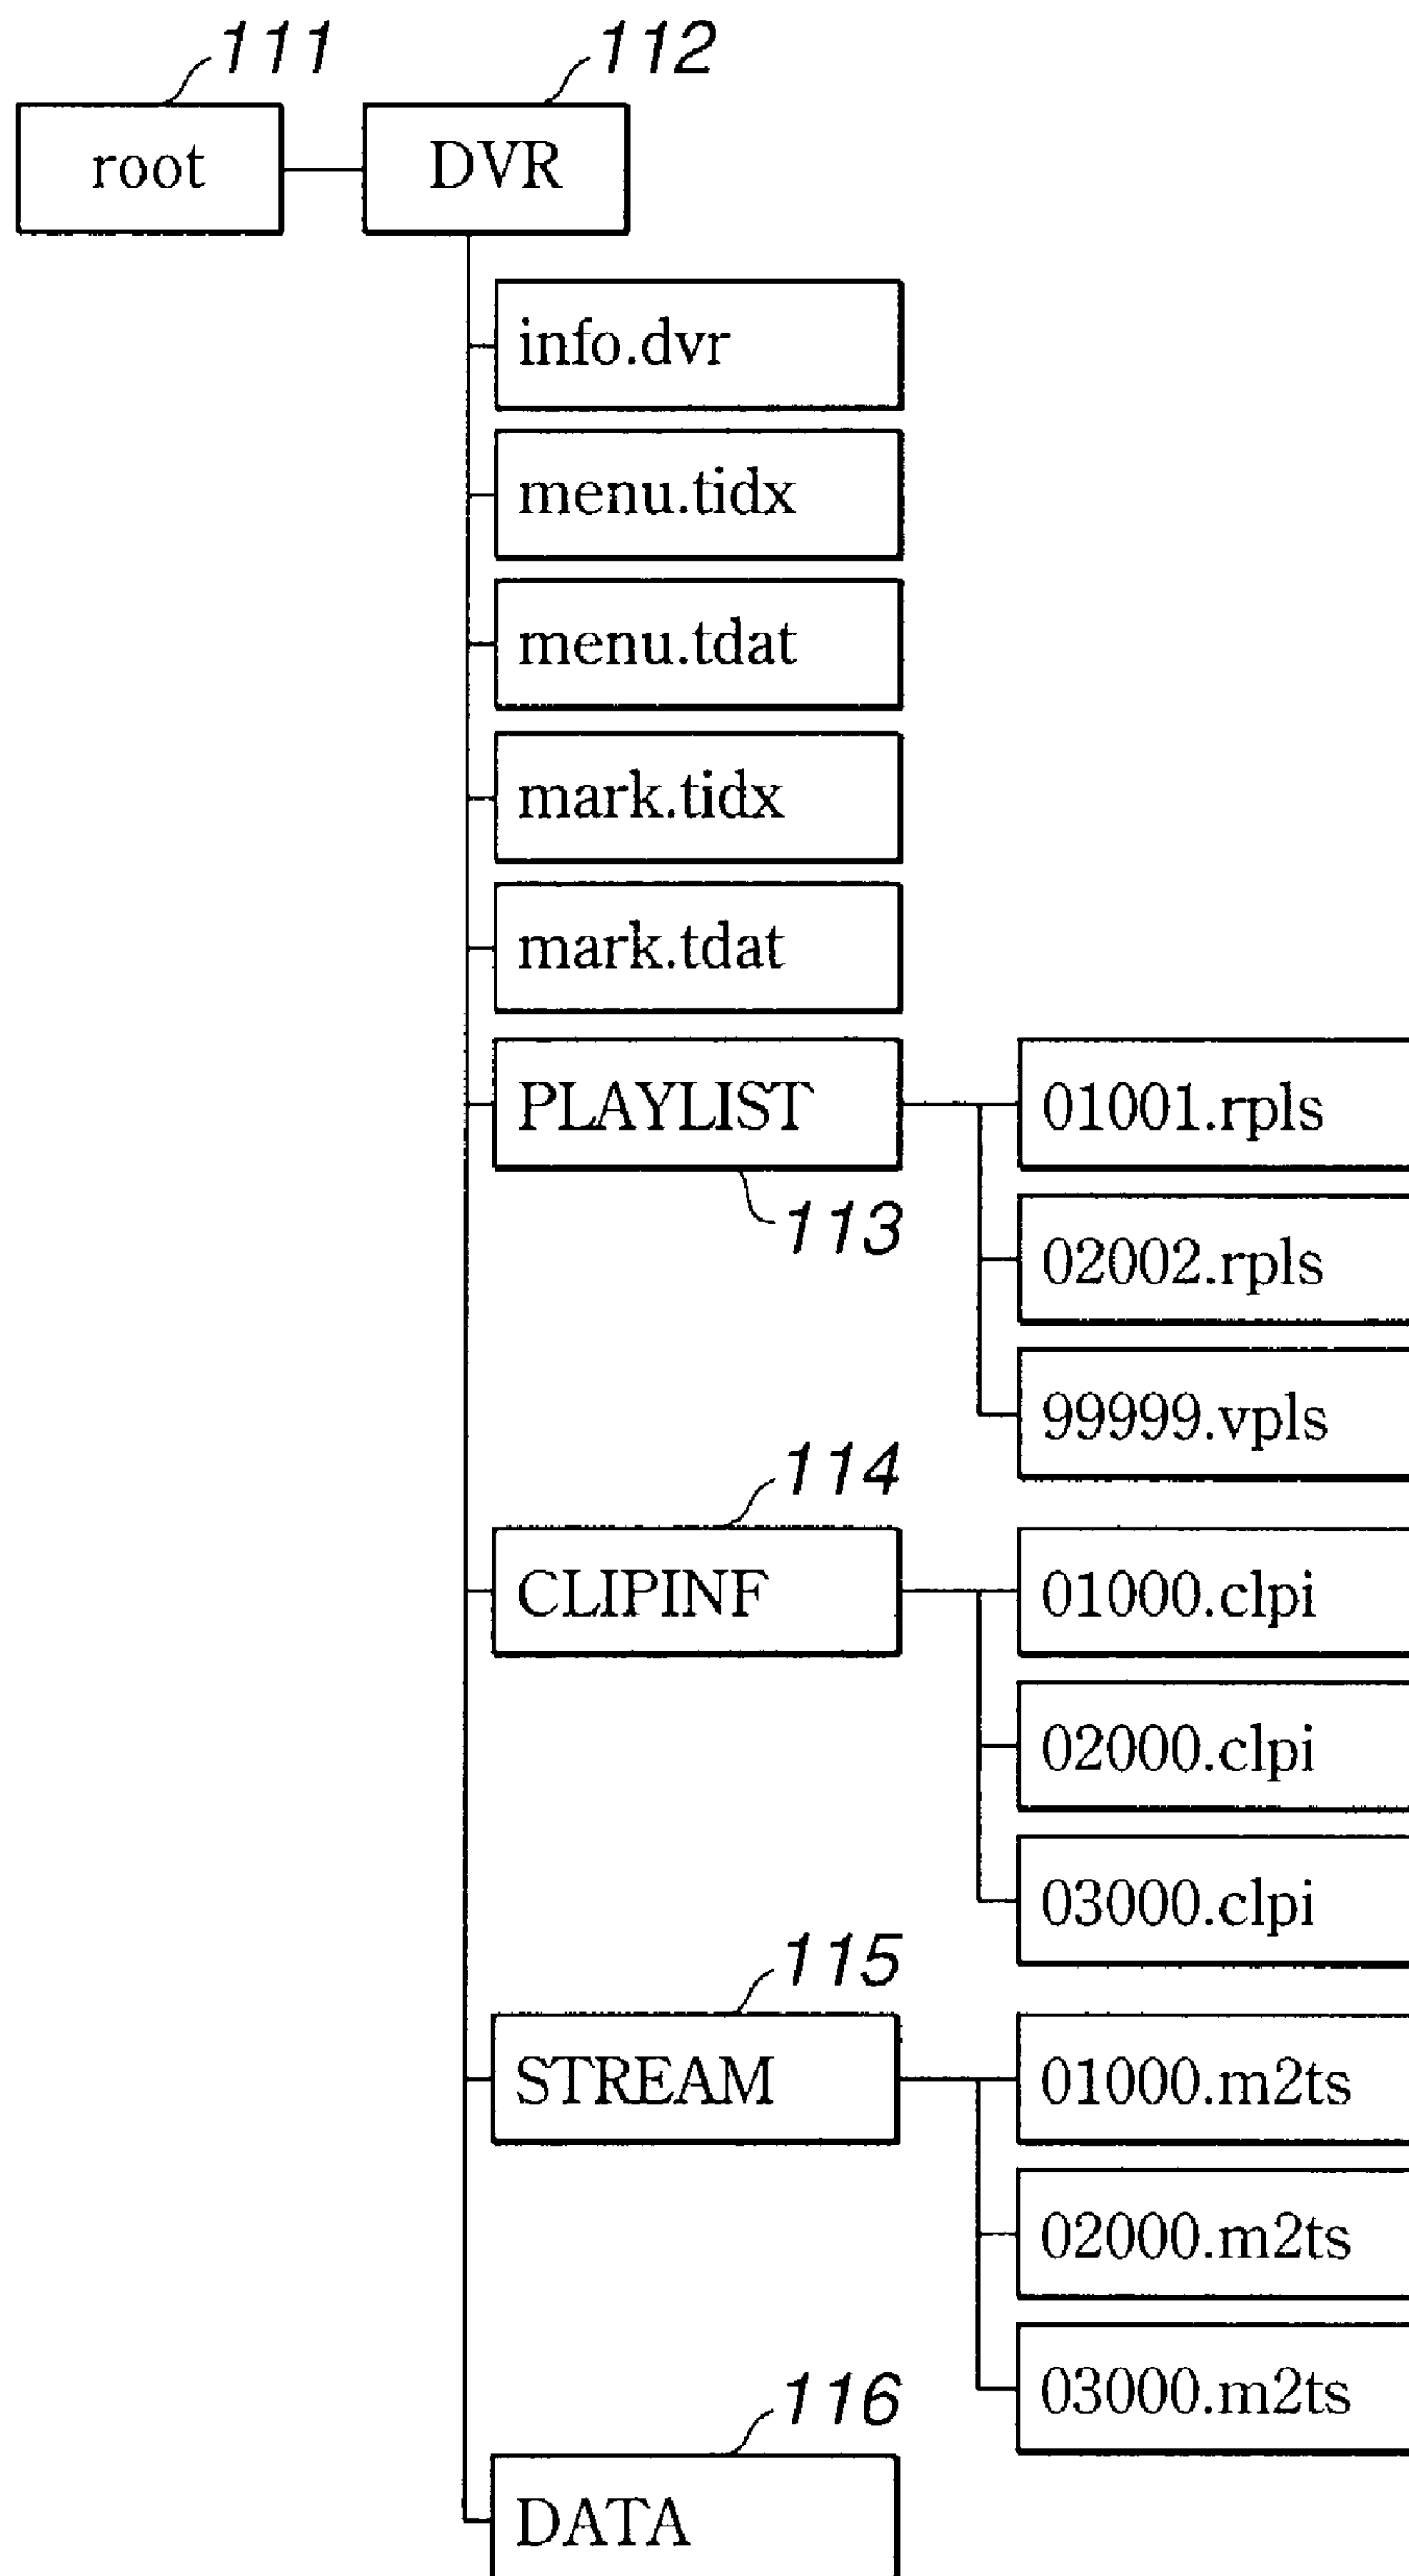 111
112
root
DVR
info.dvr
menu.tidx
menu.tdat
mark.tidx
mark.tdat
PLAYLIST
01001.rpls
113
02002.rpls
99999.vpls
114
CLIPINF
01000.clpi
02000.clpi
03000.clpi
115
STREAM
01000.m2ts
02000.m2ts
03000.m2ts
116
DATA